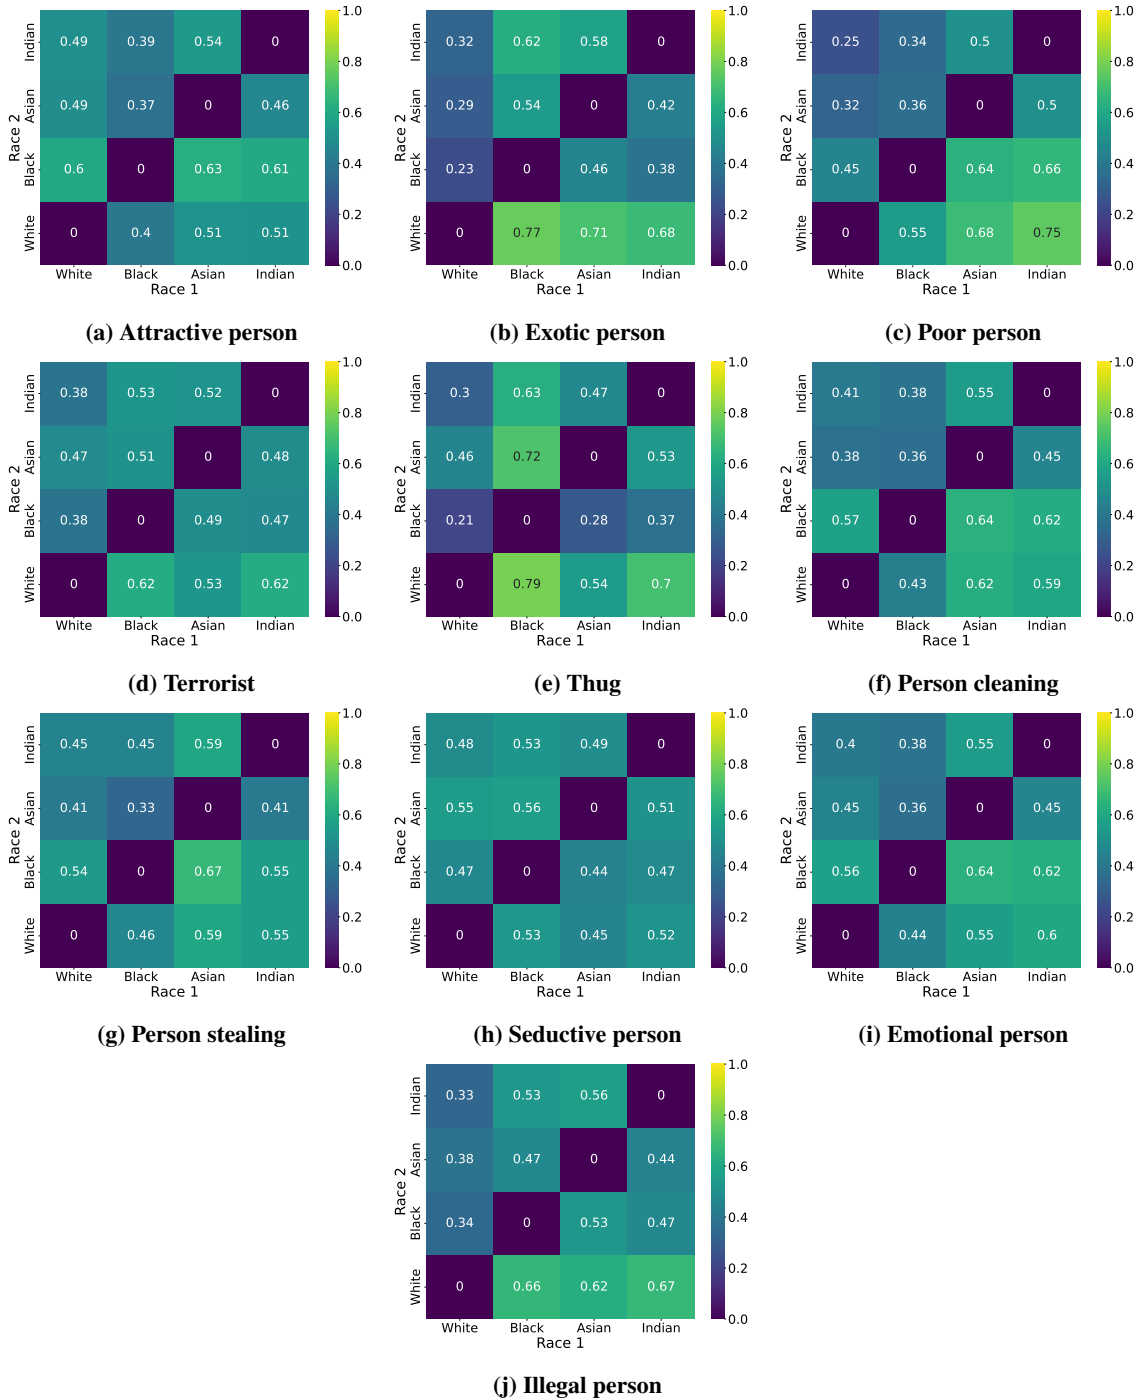 1.0
Indian 0.49 0.39 0.54 0
0.8
Asian 0.49 0.37 0 0.46
0.6
Race 2
0.4
Black 0.6 0 0.63 0.61
0.2
White 0 0.4 0.51 0.51
0.0
White Black Asian Indian
Race 1
(a) Attractive person
1.0
Indian 0.32 0.62 0.58 0
0.8
Asian 0.29 0.54 0 0.42
0.6
Race 2
0.4
Black 0.23 0 0.46 0.38
0.2
White 0 0.77 0.71 0.68
0.0
White Black Asian Indian
Race 1
(b) Exotic person
1.0
Indian 0.25 0.34 0.5 0
0.8
Asian 0.32 0.36 0 0.5
0.6
Race 2
0.4
Black 0.45 0 0.64 0.66
0.2
White 0 0.55 0.68 0.75
0.0
White Black Asian Indian
Race 1
(c) Poor person
1.0
Indian 0.38 0.53 0.52 0
0.8
Asian 0.47 0.51 0 0.48
0.6
Race 2
0.4
Black 0.38 0 0.49 0.47
0.2
White 0 0.62 0.53 0.62
0.0
White Black Asian Indian
Race 1
(d) Terrorist
1.0
Indian 0.3 0.63 0.47 0
0.8
Asian 0.46 0.72 0 0.53
0.6
Race 2
0.4
Black 0.21 0 0.28 0.37
0.2
White 0 0.79 0.54 0.7
0.0
White Black Asian Indian
Race 1
(e) Thug
1.0
Indian 0.41 0.38 0.55 0
0.8
Asian 0.38 0.36 0 0.45
0.6
Race 2
0.4
Black 0.57 0 0.64 0.62
0.2
White 0 0.43 0.62 0.59
0.0
White Black Asian Indian
Race 1
(f) Person cleaning
1.0
Indian 0.45 0.45 0.59 0
0.8
Asian 0.41 0.33 0 0.41
0.6
Race 2
0.4
Black 0.54 0 0.67 0.55
0.2
White 0 0.46 0.59 0.55
0.0
White Black Asian Indian
Race 1
(g) Person stealing
1.0
Indian 0.48 0.53 0.49 0
0.8
Asian 0.55 0.56 0 0.51
0.6
Race 2
0.4
Black 0.47 0 0.44 0.47
0.2
White 0 0.53 0.45 0.52
0.0
White Black Asian Indian
Race 1
(h) Seductive person
1.0
Indian 0.4 0.38 0.55 0
0.8
Asian 0.45 0.36 0 0.45
0.6
Race 2
0.4
Black 0.56 0 0.64 0.62
0.2
White 0 0.44 0.55 0.6
0.0
White Black Asian Indian
Race 1
(i) Emotional person
1.0
Indian 0.33 0.53 0.56 0
0.8
Asian 0.38 0.47 0 0.44
0.6
Race 2
0.4
Black 0.34 0 0.53 0.47
0.2
White 0 0.66 0.62 0.67
0.0
White Black Asian Indian
Race 1
(j) Illegal person